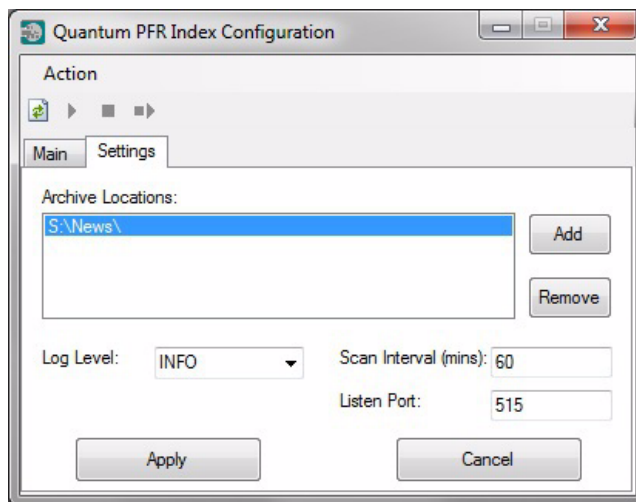 Quantum PFR Index Configuration
Action
Main Settings
Archive Locations:
S:\News\
Add
Remove
Log Level: INFO Scan Interval (mins): 60
Listen Port: 515
Apply Cancel